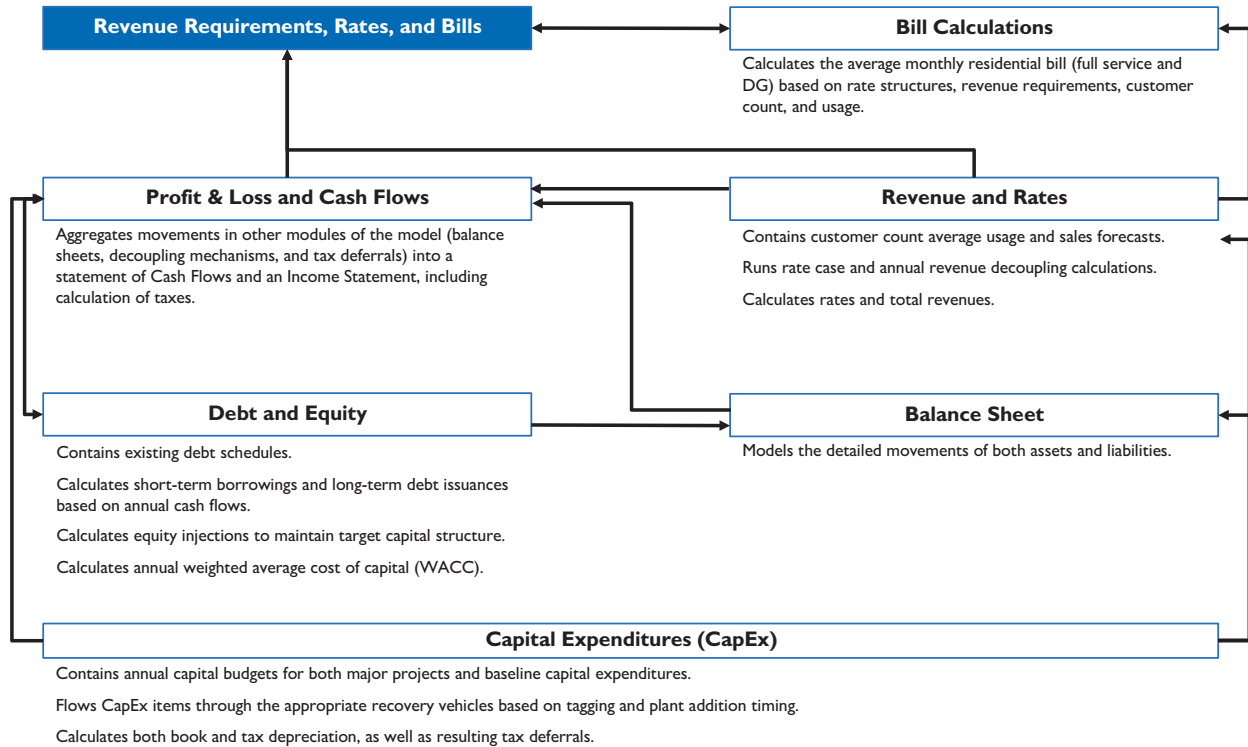 Revenue Requirements, Rates, and Bills
Bill Calculations
Calculates the average monthly residential bill (full service and
DG) based on rate structures, revenue requirements, customer
count, and usage.
Profit & Loss and Cash Flows
Aggregates movements in other modules of the model (balance
sheets, decoupling mechanisms, and tax deferrals) into a
statement of Cash Flows and an Income Statement, including
calculation of taxes.
Revenue and Rates
Contains customer count average usage and sales forecasts.
Runs rate case and annual revenue decoupling calculations.
Calculates rates and total revenues.
Debt and Equity
Contains existing debt schedules.
Calculates short-term borrowings and long-term debt issuances
based on annual cash flows.
Calculates equity injections to maintain target capital structure.
Calculates annual weighted average cost of capital (WACC).
Balance Sheet
Models the detailed movements of both assets and liabilities.
Capital Expenditures (CapEx)
Contains annual capital budgets for both major projects and baseline capital expenditures.
Flows CapEx items through the appropriate recovery vehicles based on tagging and plant addition timing.
Calculates both book and tax depreciation, as well as resulting tax deferrals.